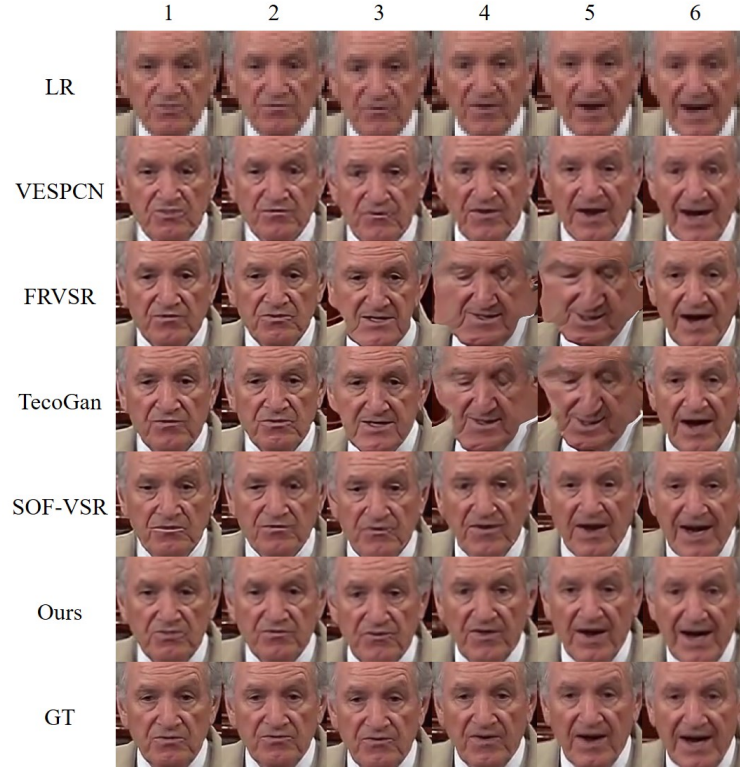 1 2 3 4 5 6
LR
VESPCN
FRVSR
TecoGan
SOF-VSR
Ours
GT